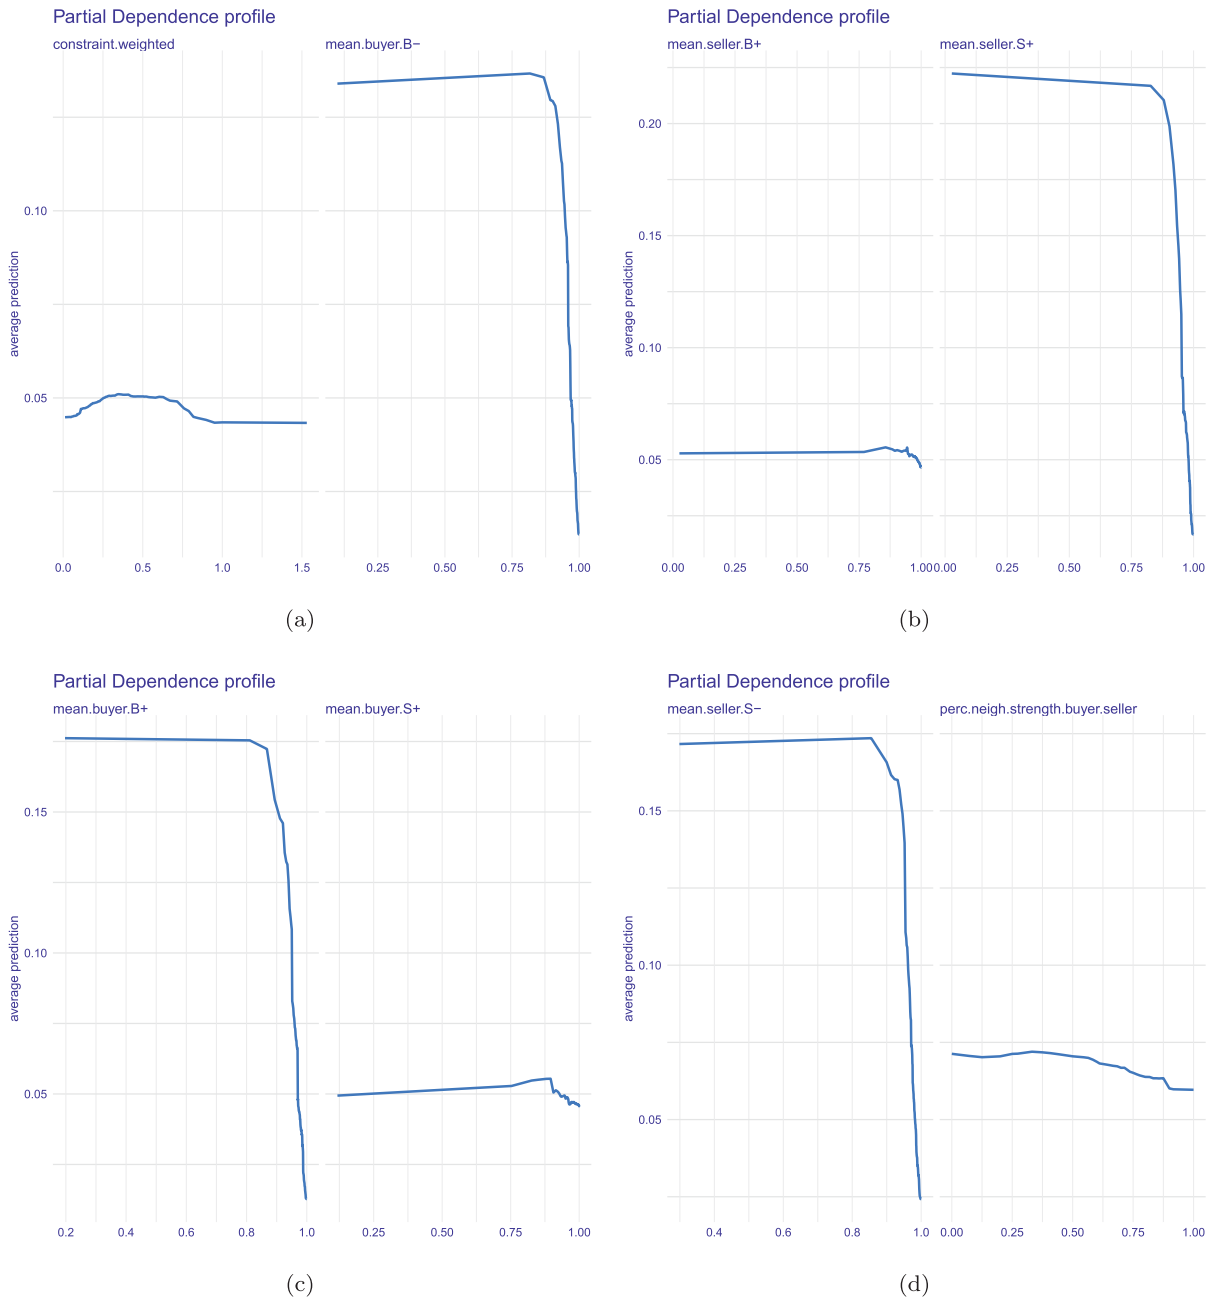 Partial Dependence profile
constraint.weighted mean.buyer.B−
average prediction
0.10
0.05
0.0 0.5 1.0 1.5 0.25 0.50 0.75 1.00
(a)
Partial Dependence profile
mean.seller.B+ mean.seller.S+
average prediction
0.20
0.15
0.10
0.05
0.00 0.25 0.50 0.75 1.00 0.00 0.25 0.50 0.75 1.00
(b)
Partial Dependence profile
mean.buyer.B+ mean.buyer.S+
average prediction
0.15
0.10
0.05
0.2 0.4 0.6 0.8 1.0 0.25 0.50 0.75 1.00
(c)
Partial Dependence profile
mean.seller.S− perc.neigh.strength.buyer.seller
average prediction
0.15
0.10
0.05
0.4 0.6 0.8 1.0 0.00 0.25 0.50 0.75 1.00
(d)